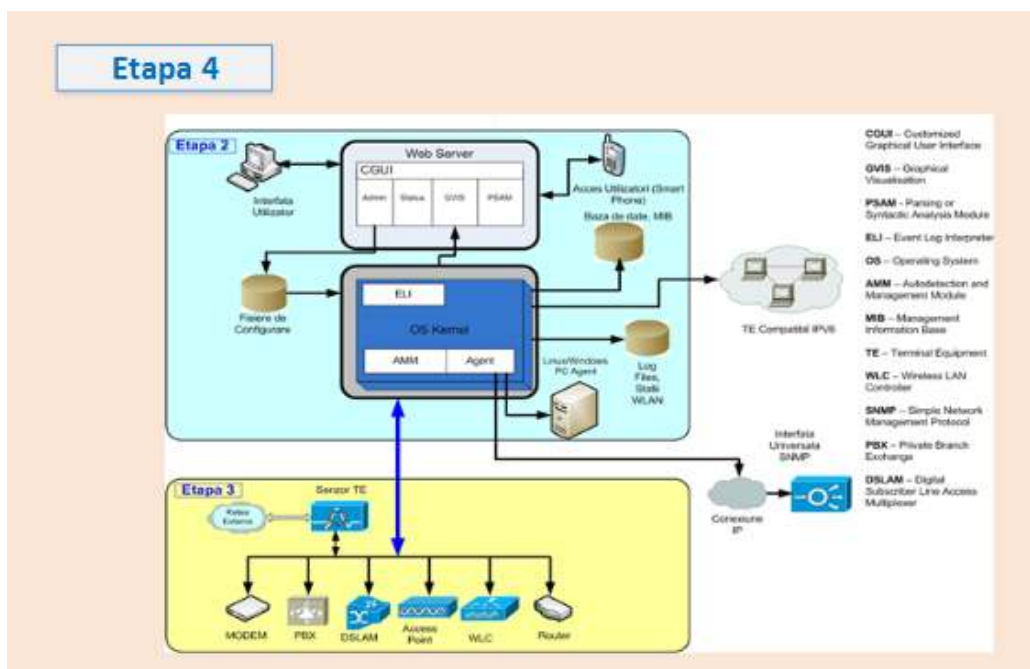 Etapa 4
Etapa 2
Interfata
Utilizator
Web Server
CGUI
Admin
Status
GVIS
PSAM
Acces Utilizatori (Smart
Phone)
Baza de date, MIB
Fisiere de
Configurare
ELI
OS Kernel
AMM
Agent
Linux/Windows
PC Agent
Log
Files,
Statii
WLAN
TE Compatibil IPV6
Interfata
Universala
SNMP
Conexiune
IP
Etapa 3
Senzor TE
Retea
Externa
MODEM
PBX
DSLAM
Access
Point
WLC
Router
CGUI – Customized
Graphical User Interface
GVIS – Graphical
Visualisation
PSAM - Parsing or
Syntactic Analysis Module
ELI – Event Log Interpreter
OS – Operating System
AMM – Autodetection and
Management Module
MIB – Management
Information Base
TE – Terminal Equipment
WLC – Wireless LAN
Controller
SNMP – Simple Network
Management Protocol
PBX – Private Branch
Exchange
DSLAM – Digital
Subscriber Line Access
Multiplexer